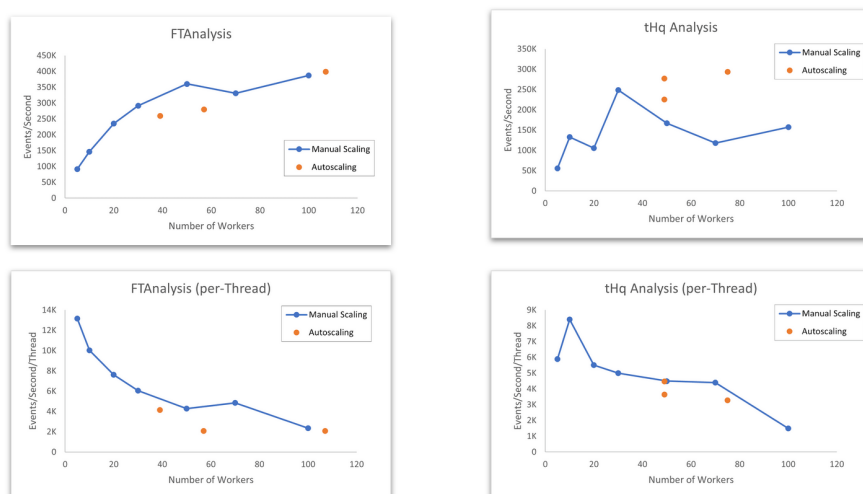 FTAnalysis
450K
400K
350K
300K
250K
200K
150K
100K
50K
0
Events/Second
Manual Scaling
Autoscaling
0 20 40 60 80 100 120
Number of Workers
tHq Analysis
350K
300K
250K
200K
150K
100K
50K
0
Events/Second
Manual Scaling
Autoscaling
0 20 40 60 80 100 120
Number of Workers
FTAnalysis (per-Thread)
14K
12K
10K
8K
6K
4K
2K
0
Events/Second/Thread
Manual Scaling
Autoscaling
0 20 40 60 80 100 120
Number of Workers
tHq Analysis (per-Thread)
9K
8K
7K
6K
5K
4K
3K
2K
1K
0
Events/Second/Thread
Manual Scaling
Autoscaling
0 20 40 60 80 100 120
Number of Workers